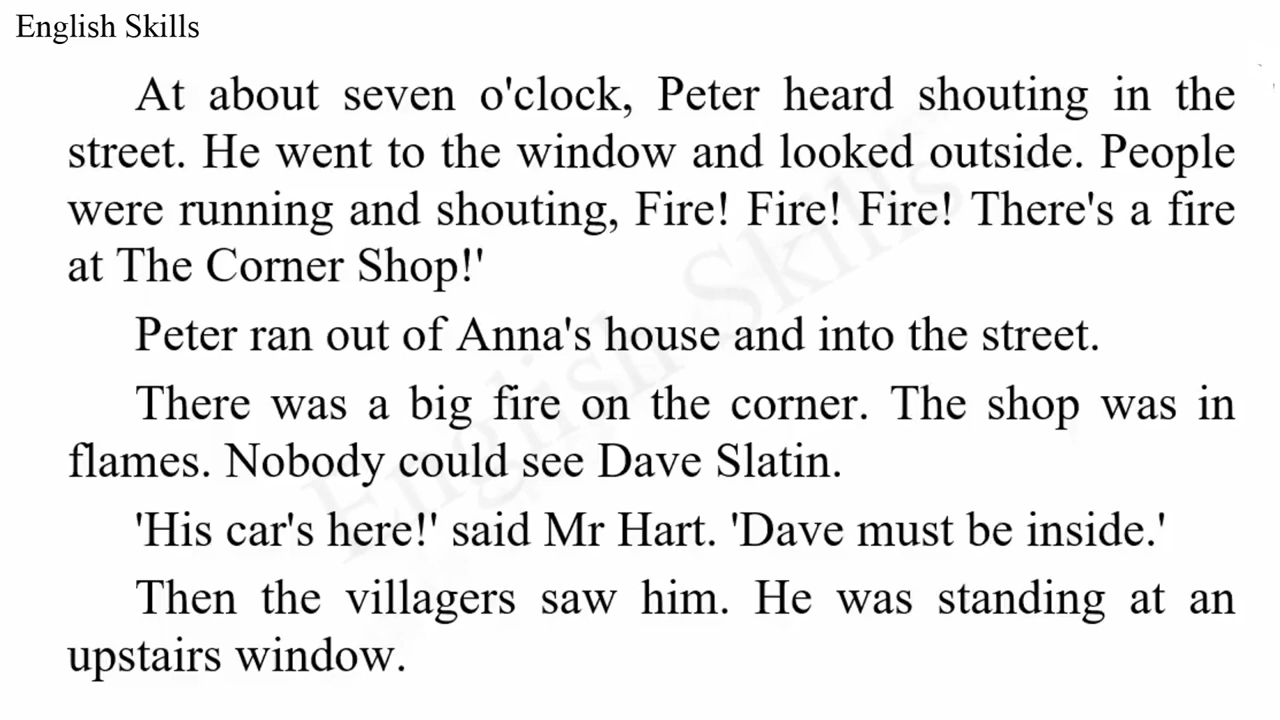 English Skills
At about seven o'clock, Peter heard shouting in the
street. He went to the window and looked outside. People
were running and shouting, Fire! Fire! Fire! There's a fire
at The Corner Shop!'
Peter ran out of Anna's house and into the street.
There was a big fire on the corner. The shop was in
flames. Nobody could see Dave Slatin.
'His car's here!' said Mr Hart. 'Dave must be inside.'
Then the villagers saw him. He was standing at an
upstairs window.
English Skills